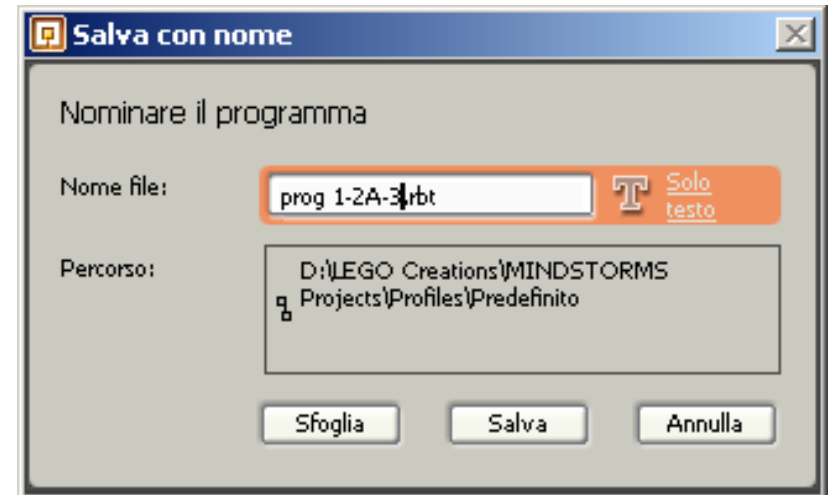 Salva con nome
Nominare il programma
Nome file:
prog 1-2A-3.rbt
Solo
testo
Percorso:
D:\LEGO Creations\MINDSTORMS
Projects\Profiles\Predefinito
Sfoglia
Salva
Annulla